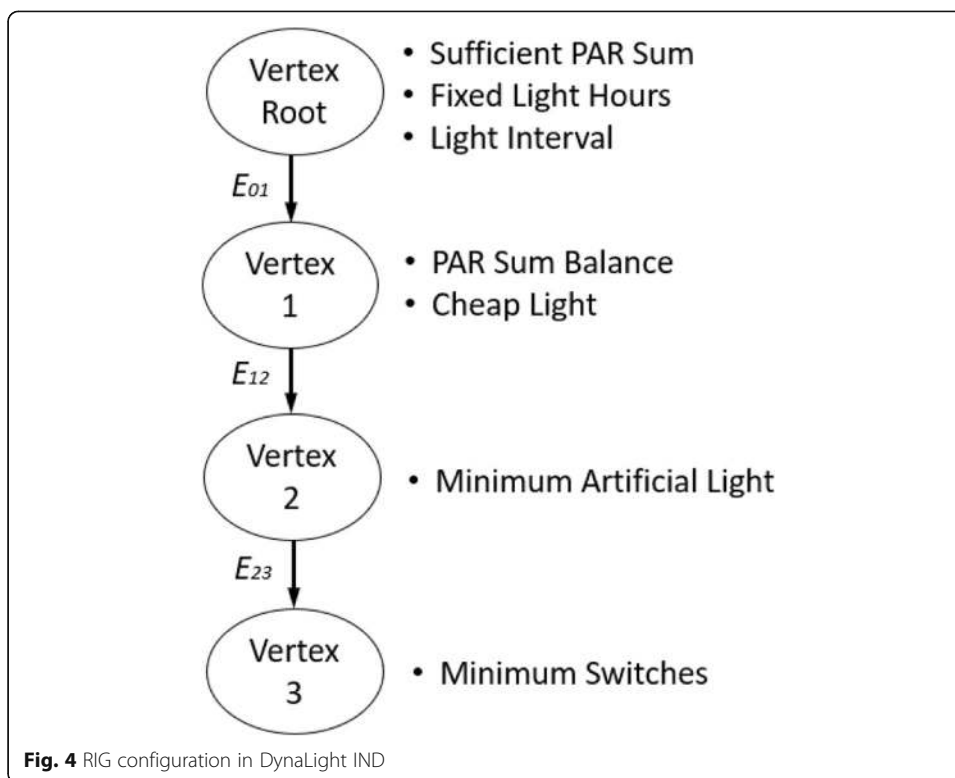 Vertex
Root
• Sufficient PAR Sum
• Fixed Light Hours
• Light Interval
E01
Vertex
1
• PAR Sum Balance
• Cheap Light
E12
Vertex
2
• Minimum Artificial Light
E23
Vertex
3
• Minimum Switches
Fig. 4 RIG configuration in DynaLight IND